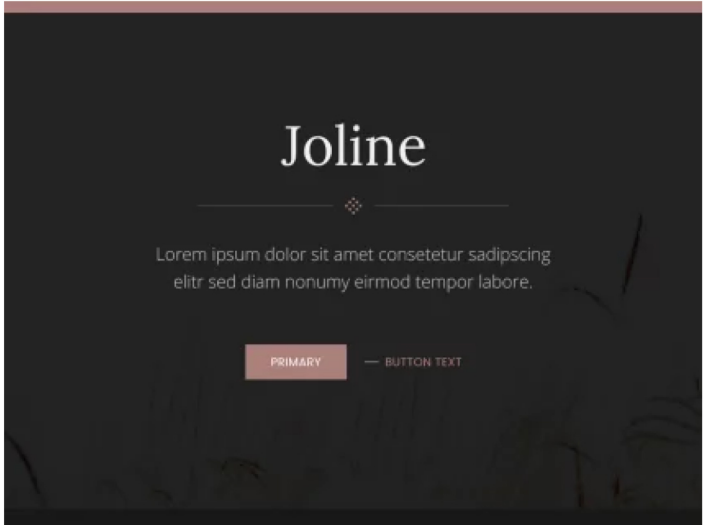 Joline
Lorem ipsum dolor sit amet consetetur sadipscing
elitr sed diam nonumy eirmod tempor labore.
PRIMARY
— BUTTON TEXT